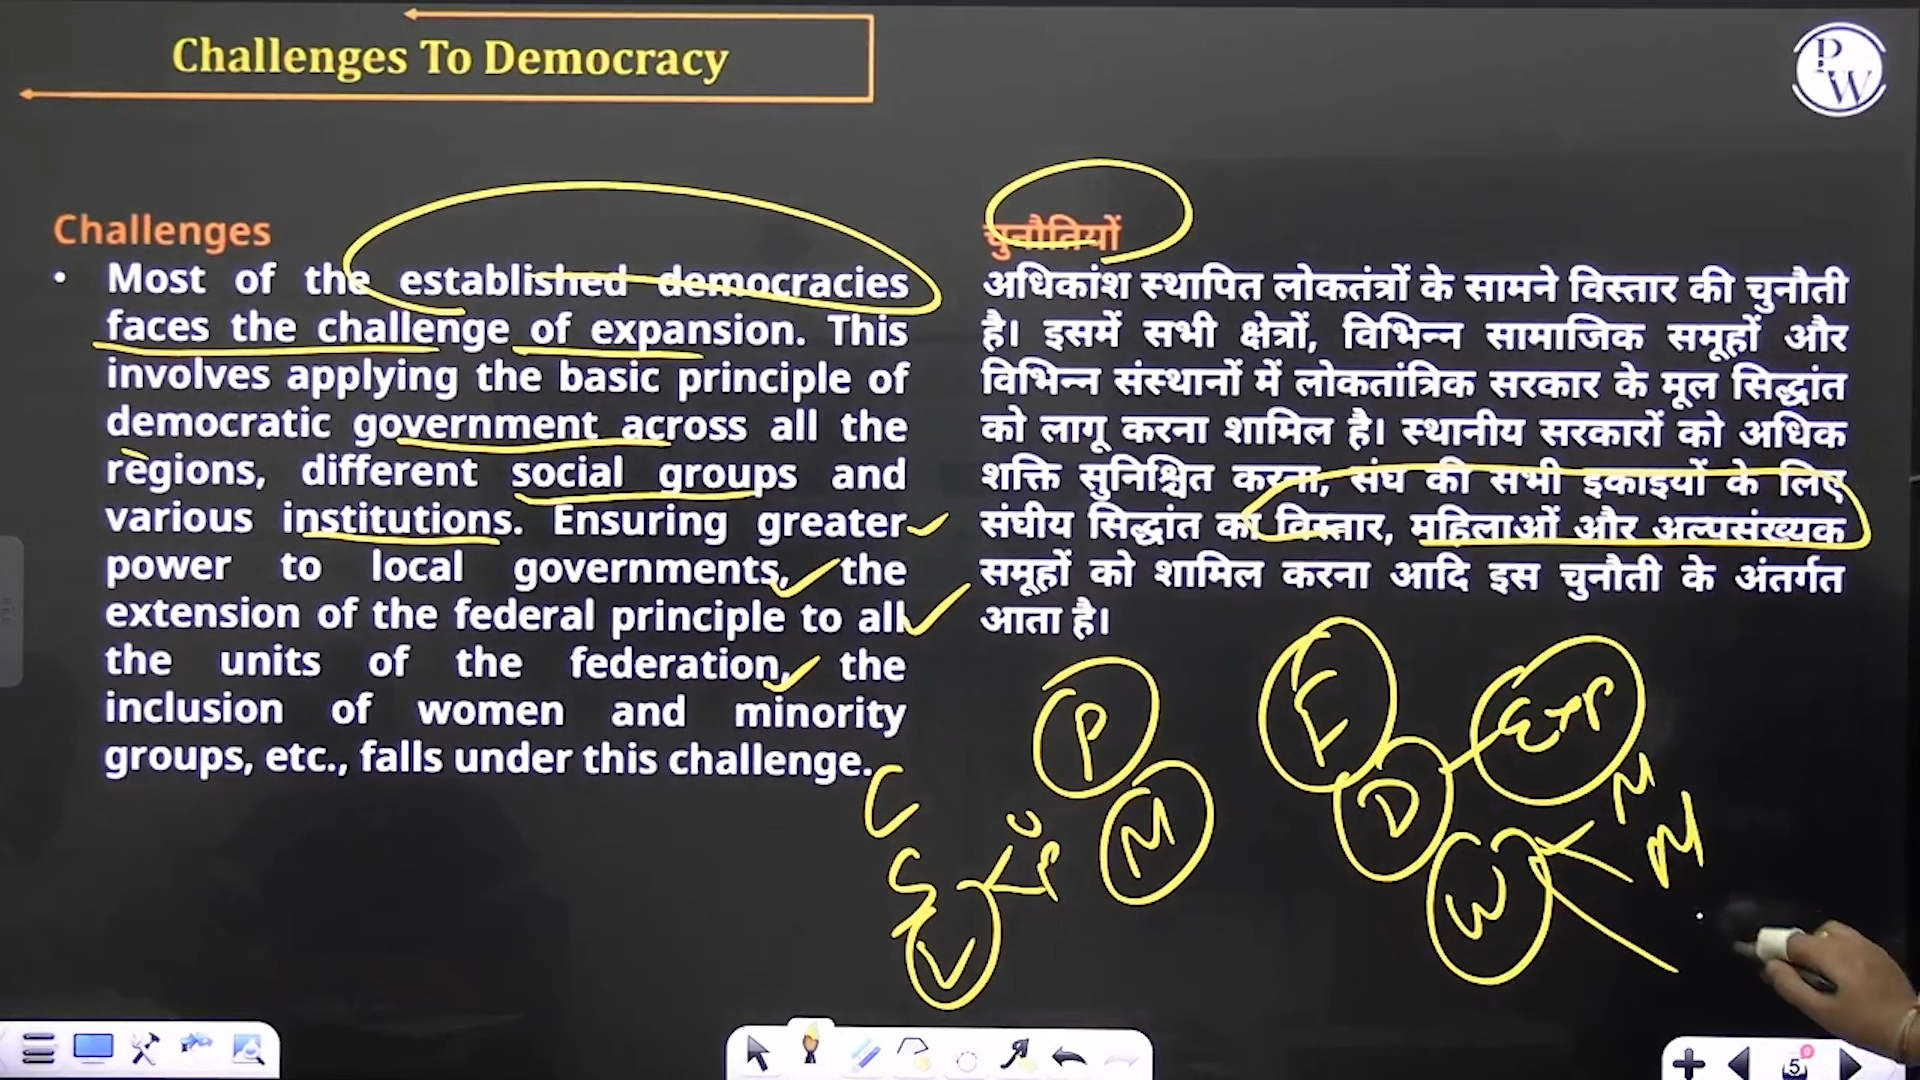 Challenges To Democracy
PW
Challenges
• Most of the established democracies
faces the challenge of expansion. This
involves applying the basic principle of
democratic government across all the
regions, different social groups and
various institutions. Ensuring greater
power to local governments, the
extension of the federal principle to all
the units of the federation, the
inclusion of women and minority
groups, etc., falls under this challenge.
चुनौतियों
अधिकांश स्थापित लोकतंत्रों के सामने विस्तार की चुनौती
है। इसमें सभी क्षेत्रों, विभिन्न सामाजिक समूहों और
विभिन्न संस्थानों में लोकतांत्रिक सरकार के मूल सिद्धांत
को लागू करना शामिल है। स्थानीय सरकारों को अधिक
शक्ति सुनिश्चित करना, संघ की सभी इकाइयों के लिए
संघीय सिद्धांत का विस्तार, महिलाओं और अल्पसंख्यक
समूहों को शामिल करना आदि इस चुनौती के अंतर्गत
आता है।
P
M
F
D
Exp
W
M
M
C
5